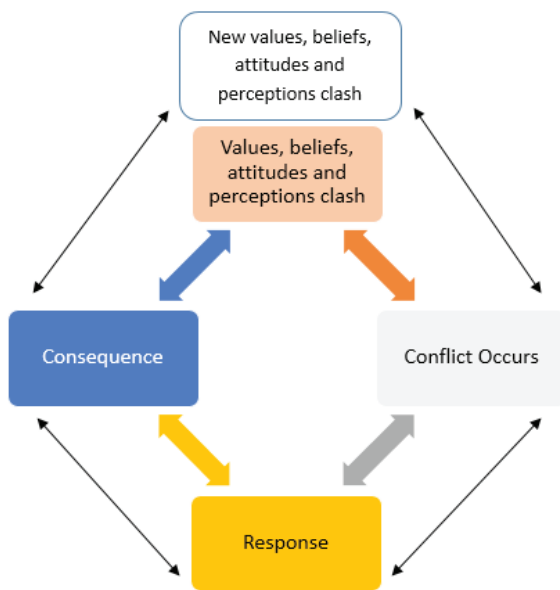 New values, beliefs,
attitudes and
perceptions clash
Values, beliefs,
attitudes and
perceptions clash
Consequence
Conflict Occurs
Response